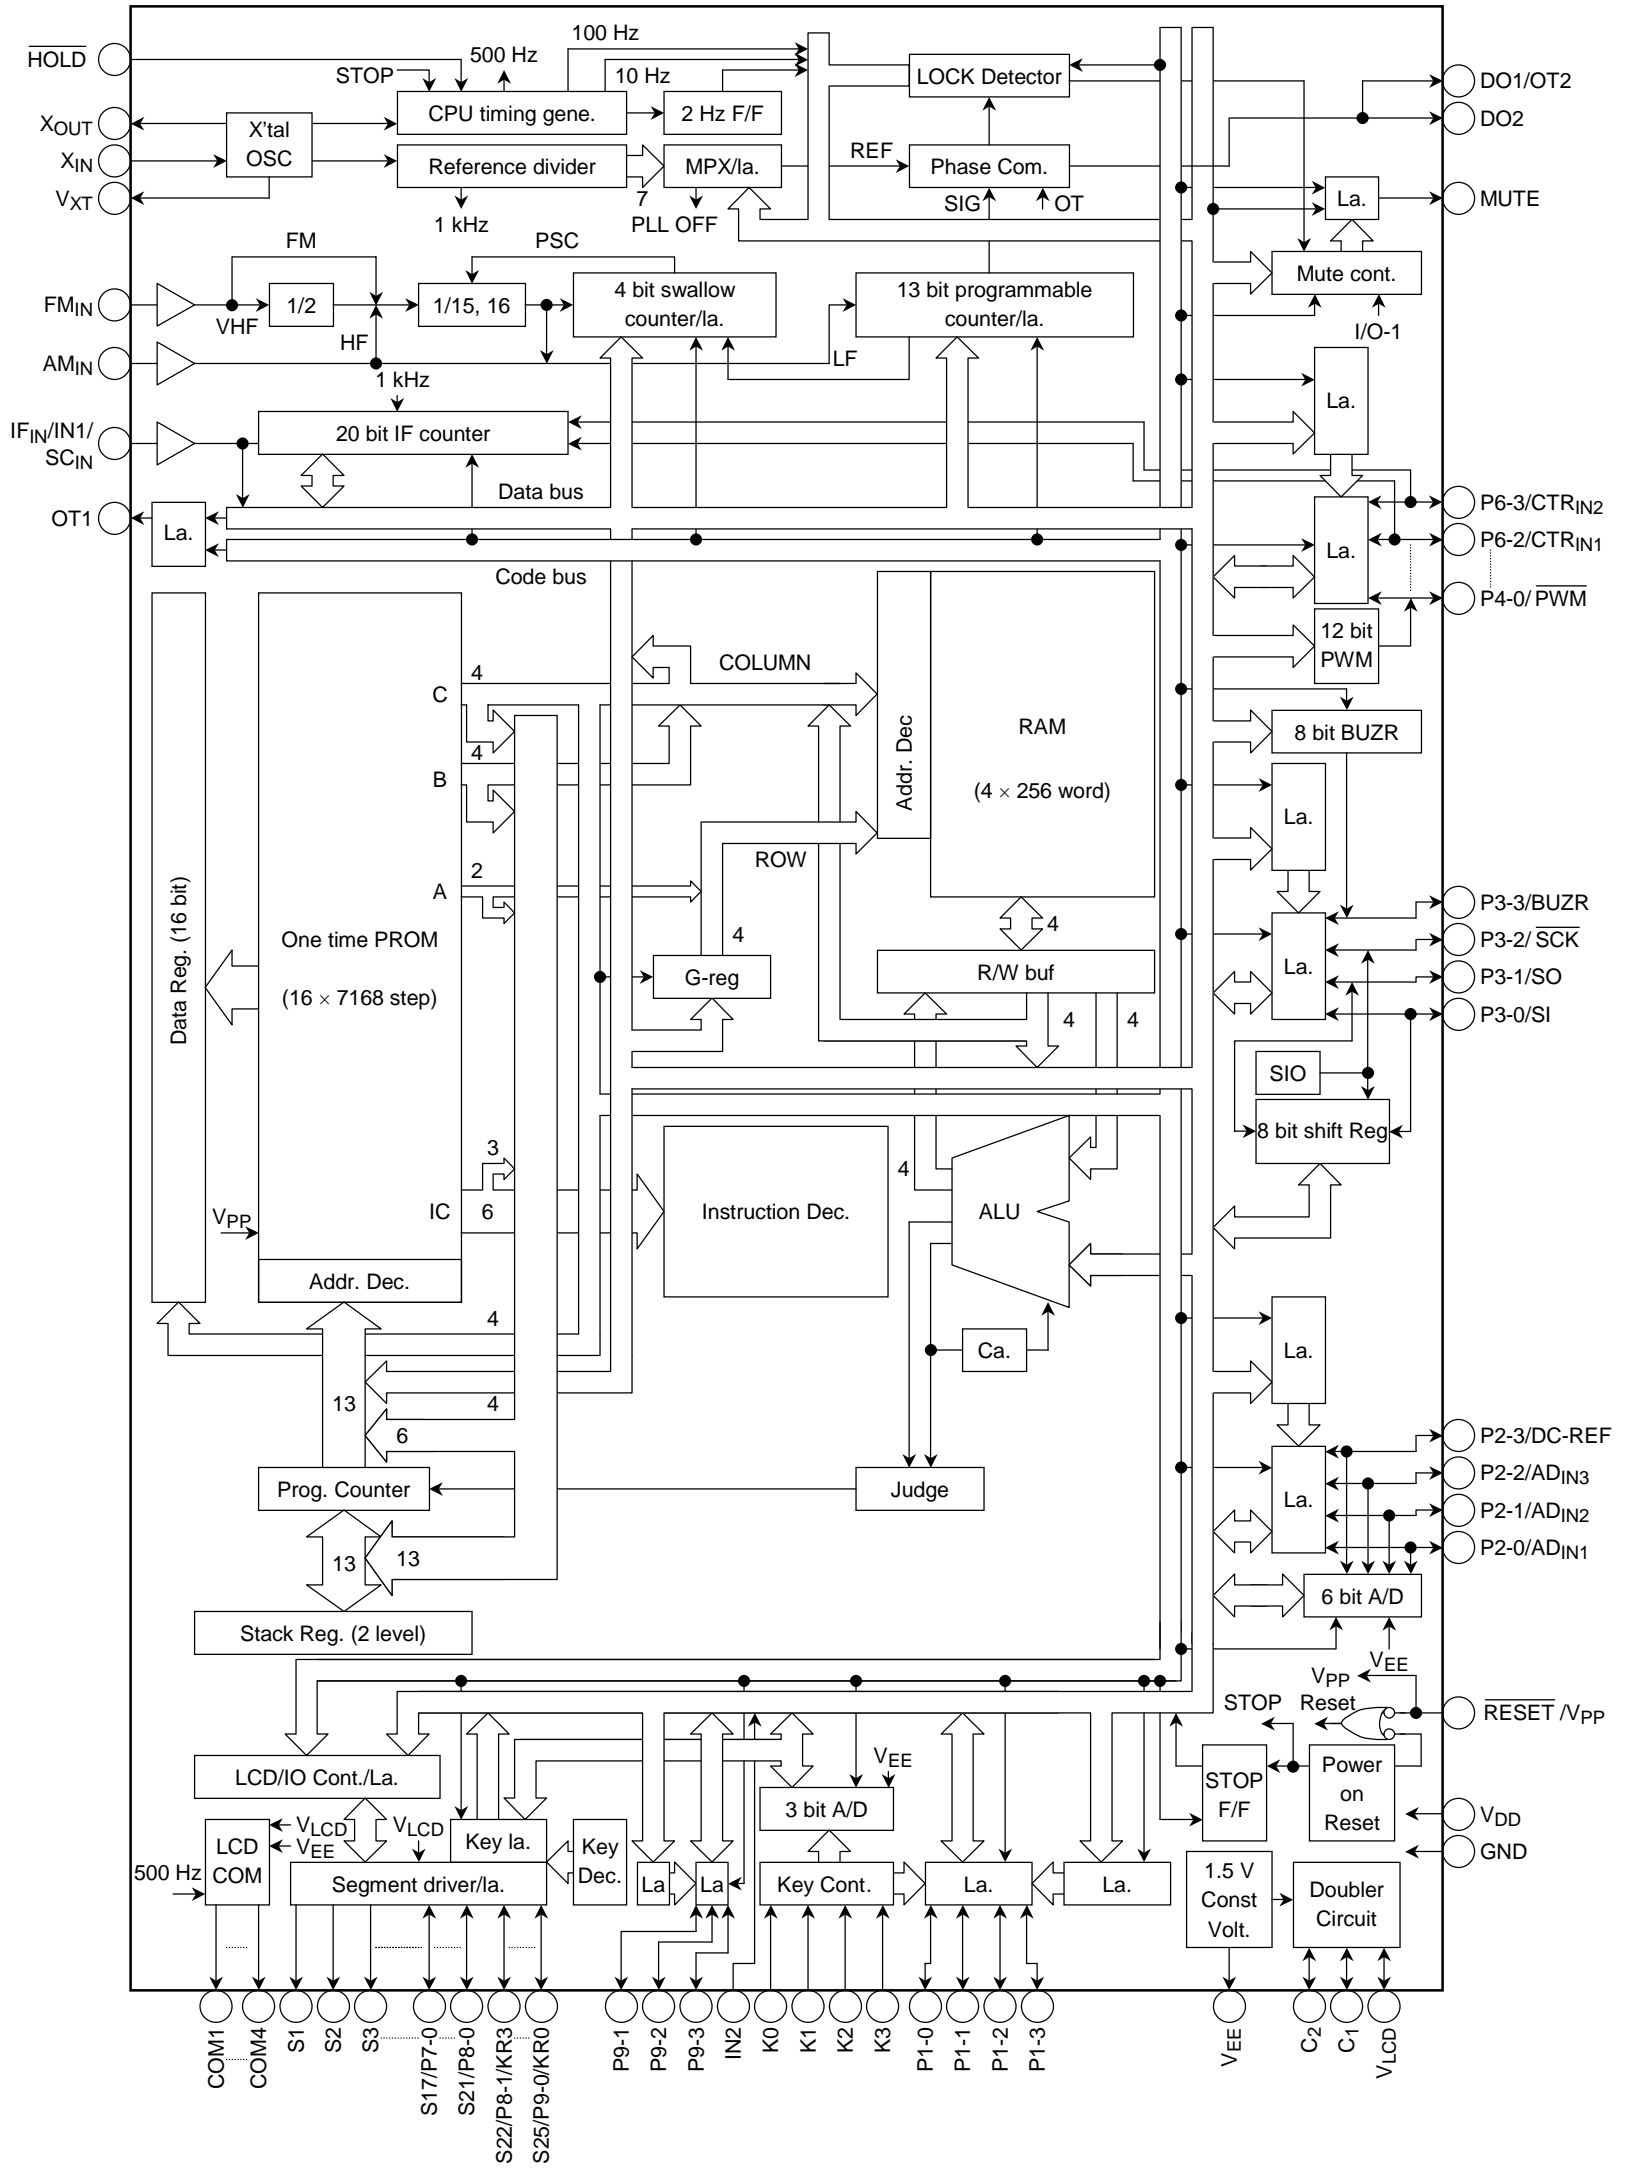 100 Hz
500 Hz
HOLD
STOP
10 Hz
LOCK Detector
DO1/OT2
CPU timing gene.
2 Hz F/F
DO2
XOUT
X'tal
OSC
XIN
Reference divider
MPX/la.
REF
Phase Com.
VXT
7
1 kHz
PLL OFF
SIG
OT
La.
MUTE
FM
PSC
Mute cont.
FMIN
1/2
1/15, 16
4 bit swallow
counter/la.
13 bit programmable
counter/la.
VHF
HF
I/O-1
AMIN
LF
1 kHz
La.
IFIN/IN1/
SCIN
20 bit IF counter
Data bus
P6-3/CTRIN2
OT1
La.
La.
P6-2/CTRIN1
Code bus
P4-0/PWM
12 bit
PWM
4
COLUMN
C
8 bit BUZR
RAM
(4 × 256 word)
Addr. Dec
4
B
La.
ROW
2
A
P3-3/BUZR
Data Reg. (16 bit)
One time PROM
(16 × 7168 step)
4
4
P3-2/SCK
G-reg
R/W buf
La.
P3-1/SO
4
4
P3-0/SI
SIO
8 bit shift Reg
3
4
IC
6
Instruction Dec.
ALU
VPP
Addr. Dec.
4
Ca.
La.
13
4
6
P2-3/DC-REF
Prog. Counter
Judge
La.
P2-2/ADIN3
P2-1/ADIN2
P2-0/ADIN1
13
13
6 bit A/D
Stack Reg. (2 level)
VEE
VPP
STOP
Reset
RESET/VPP
LCD/IO Cont./La.
VEE
STOP
F/F
Power
on
Reset
3 bit A/D
VDD
LCD
COM
VLCD
VEE
VLCD
Key la.
Key
Dec.
GND
500 Hz
Segment driver/la.
La
La
Key Cont.
La.
La.
1.5 V
Const
Volt.
Doubler
Circuit
COM1
COM4
S1
S2
S3
S17/P7-0
S21/P8-0
S22/P8-1/KR3
S25/P9-0/KR0
P9-1
P9-2
P9-3
IN2
K0
K1
K2
K3
P1-0
P1-1
P1-2
P1-3
VEE
C2
C1
VLCD